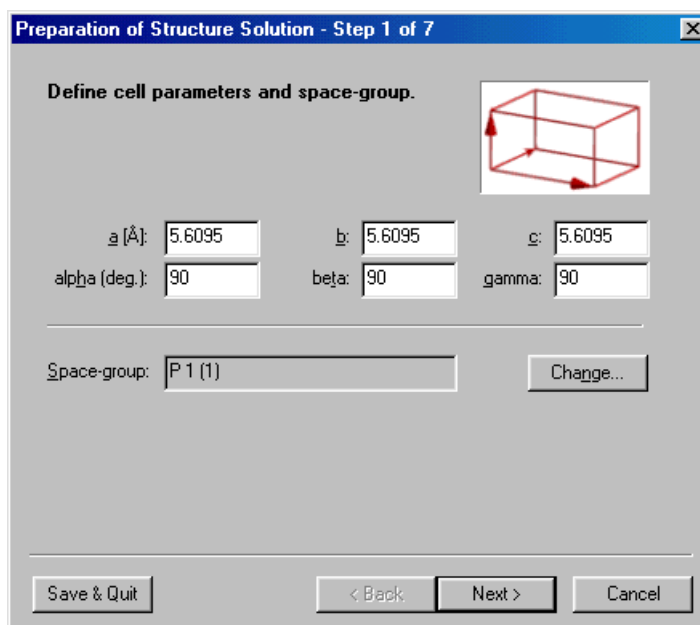 Preparation of Structure Solution - Step 1 of 7
Define cell parameters and space-group.
a [Å]: 5.6095 b: 5.6095 c: 5.6095
alpha (deg.): 90 beta: 90 gamma: 90
Space-group: P 1 (1) Change...
Save & Quit < Back Next > Cancel